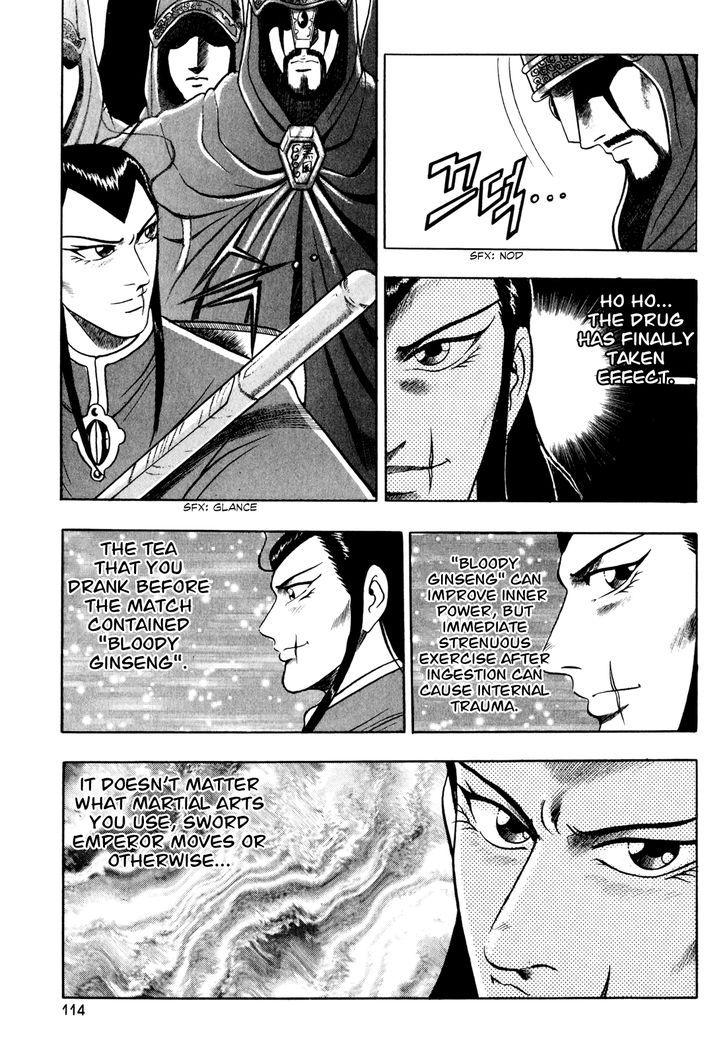 SFX: GLANCE
끄덕...
SFX: NOD
HO HO...
THE DRUG
HAS FINALLY
TAKEN
EFFECT.
THE TEA
THAT YOU
DRANK BEFORE
THE MATCH
CONTAINED
"BLOODY
GINSENG".
"BLOODY
GINSENG" CAN
IMPROVE INNER
POWER, BUT
IMMEDIATE
STRENUOUS
EXERCISE AFTER
INGESTION CAN
CAUSE INTERNAL
TRAUMA.
IT DOESN'T MATTER
WHAT MARTIAL ARTS
YOU USE, SWORD
EMPEROR MOVES OR
OTHERWISE...
114